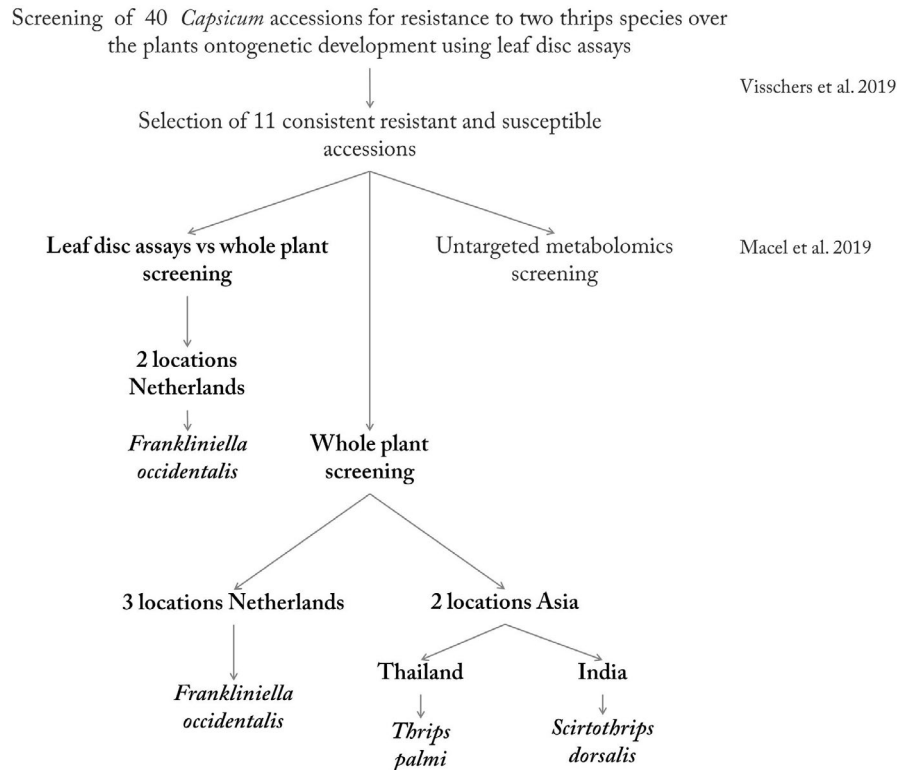 Screening of 40 Capsicum accessions for resistance to two thrips species over
the plants ontogenetic development using leaf disc assays
Visschers et al. 2019
Selection of 11 consistent resistant and susceptible
accessions
Leaf disc assays vs whole plant
screening
Untargeted metabolomics
screening
Macel et al. 2019
2 locations
Netherlands
Frankliniella
occidentalis
Whole plant
screening
3 locations Netherlands
2 locations Asia
Frankliniella
occidentalis
Thailand
India
Thrips
palmi
Scirtothrips
dorsalis